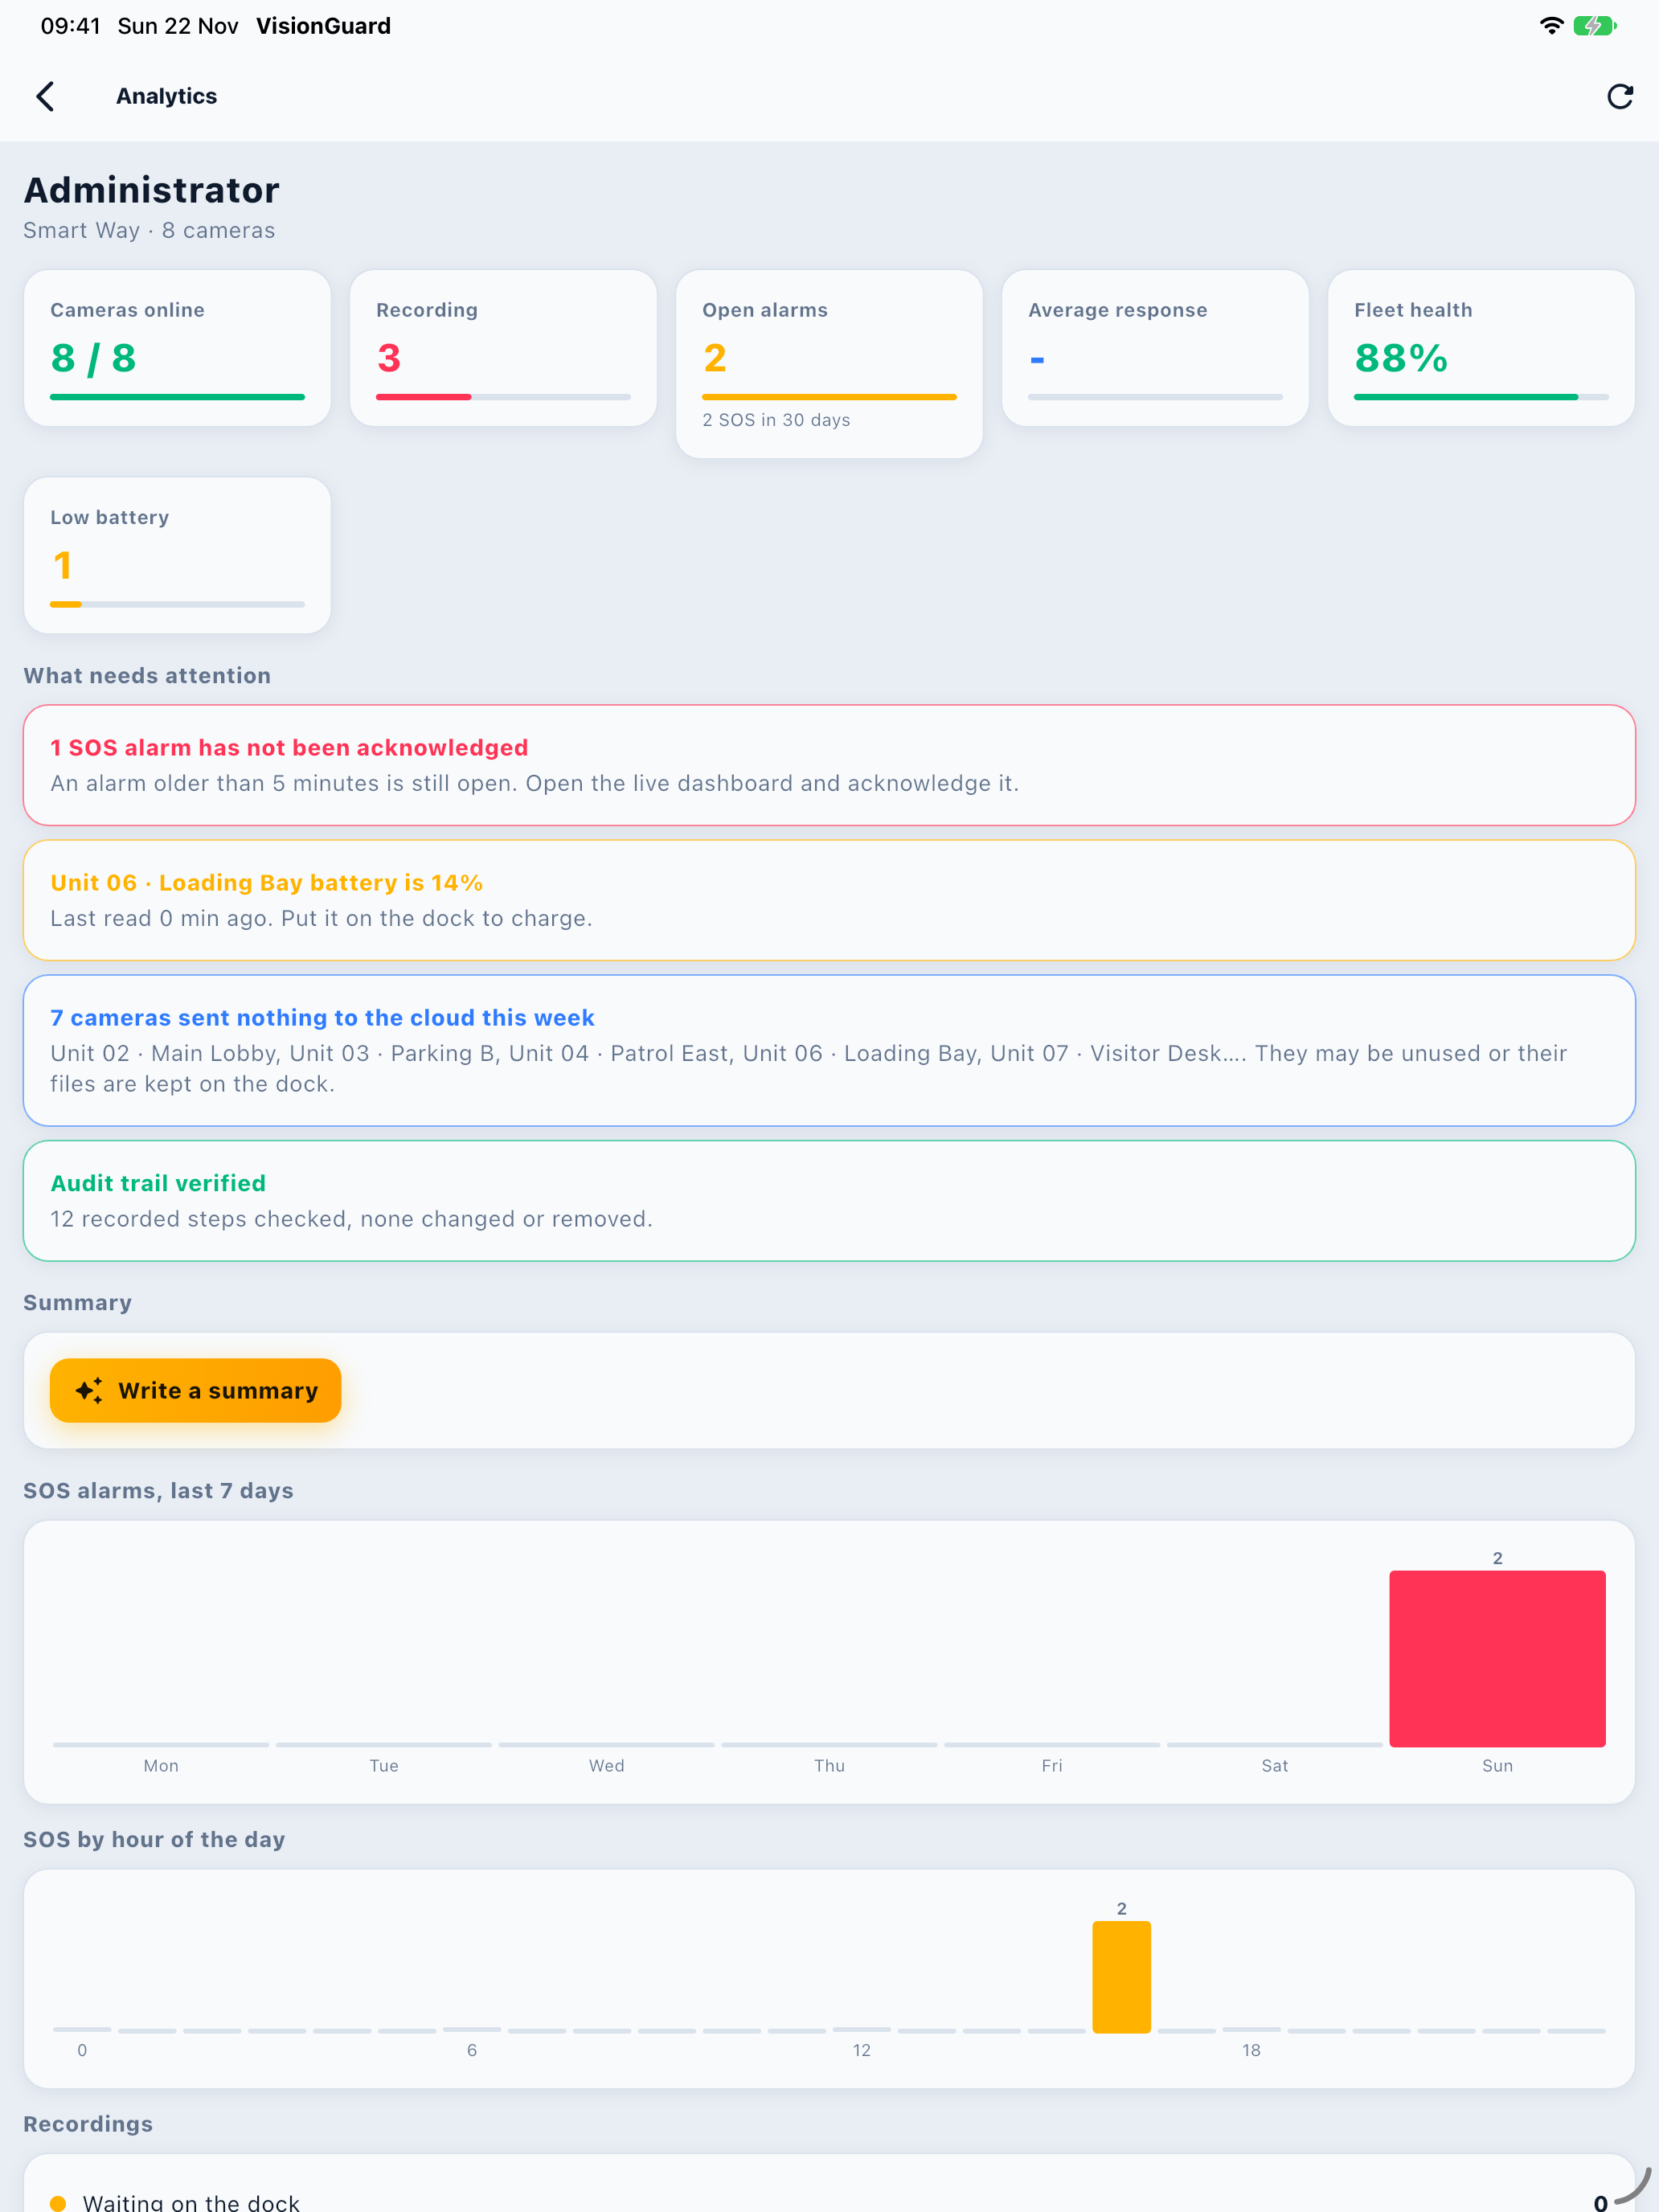 09:41 Sun 22 Nov VisionGuard
Analytics
Administrator
Smart Way · 8 cameras
Cameras online
8 / 8
Recording
3
Open alarms
2
2 SOS in 30 days
Average response
-
Fleet health
88%
Low battery
1
What needs attention
1 SOS alarm has not been acknowledged
An alarm older than 5 minutes is still open. Open the live dashboard and acknowledge it.
Unit 06 · Loading Bay battery is 14%
Last read 0 min ago. Put it on the dock to charge.
7 cameras sent nothing to the cloud this week
Unit 02 · Main Lobby, Unit 03 · Parking B, Unit 04 · Patrol East, Unit 06 · Loading Bay, Unit 07 · Visitor Desk.... They may be unused or their
files are kept on the dock.
Audit trail verified
12 recorded steps checked, none changed or removed.
Summary
Write a summary
SOS alarms, last 7 days
2
Mon Tue Wed Thu Fri Sat Sun
SOS by hour of the day
2
0 6 12 18
Recordings
Waiting on the dock 0